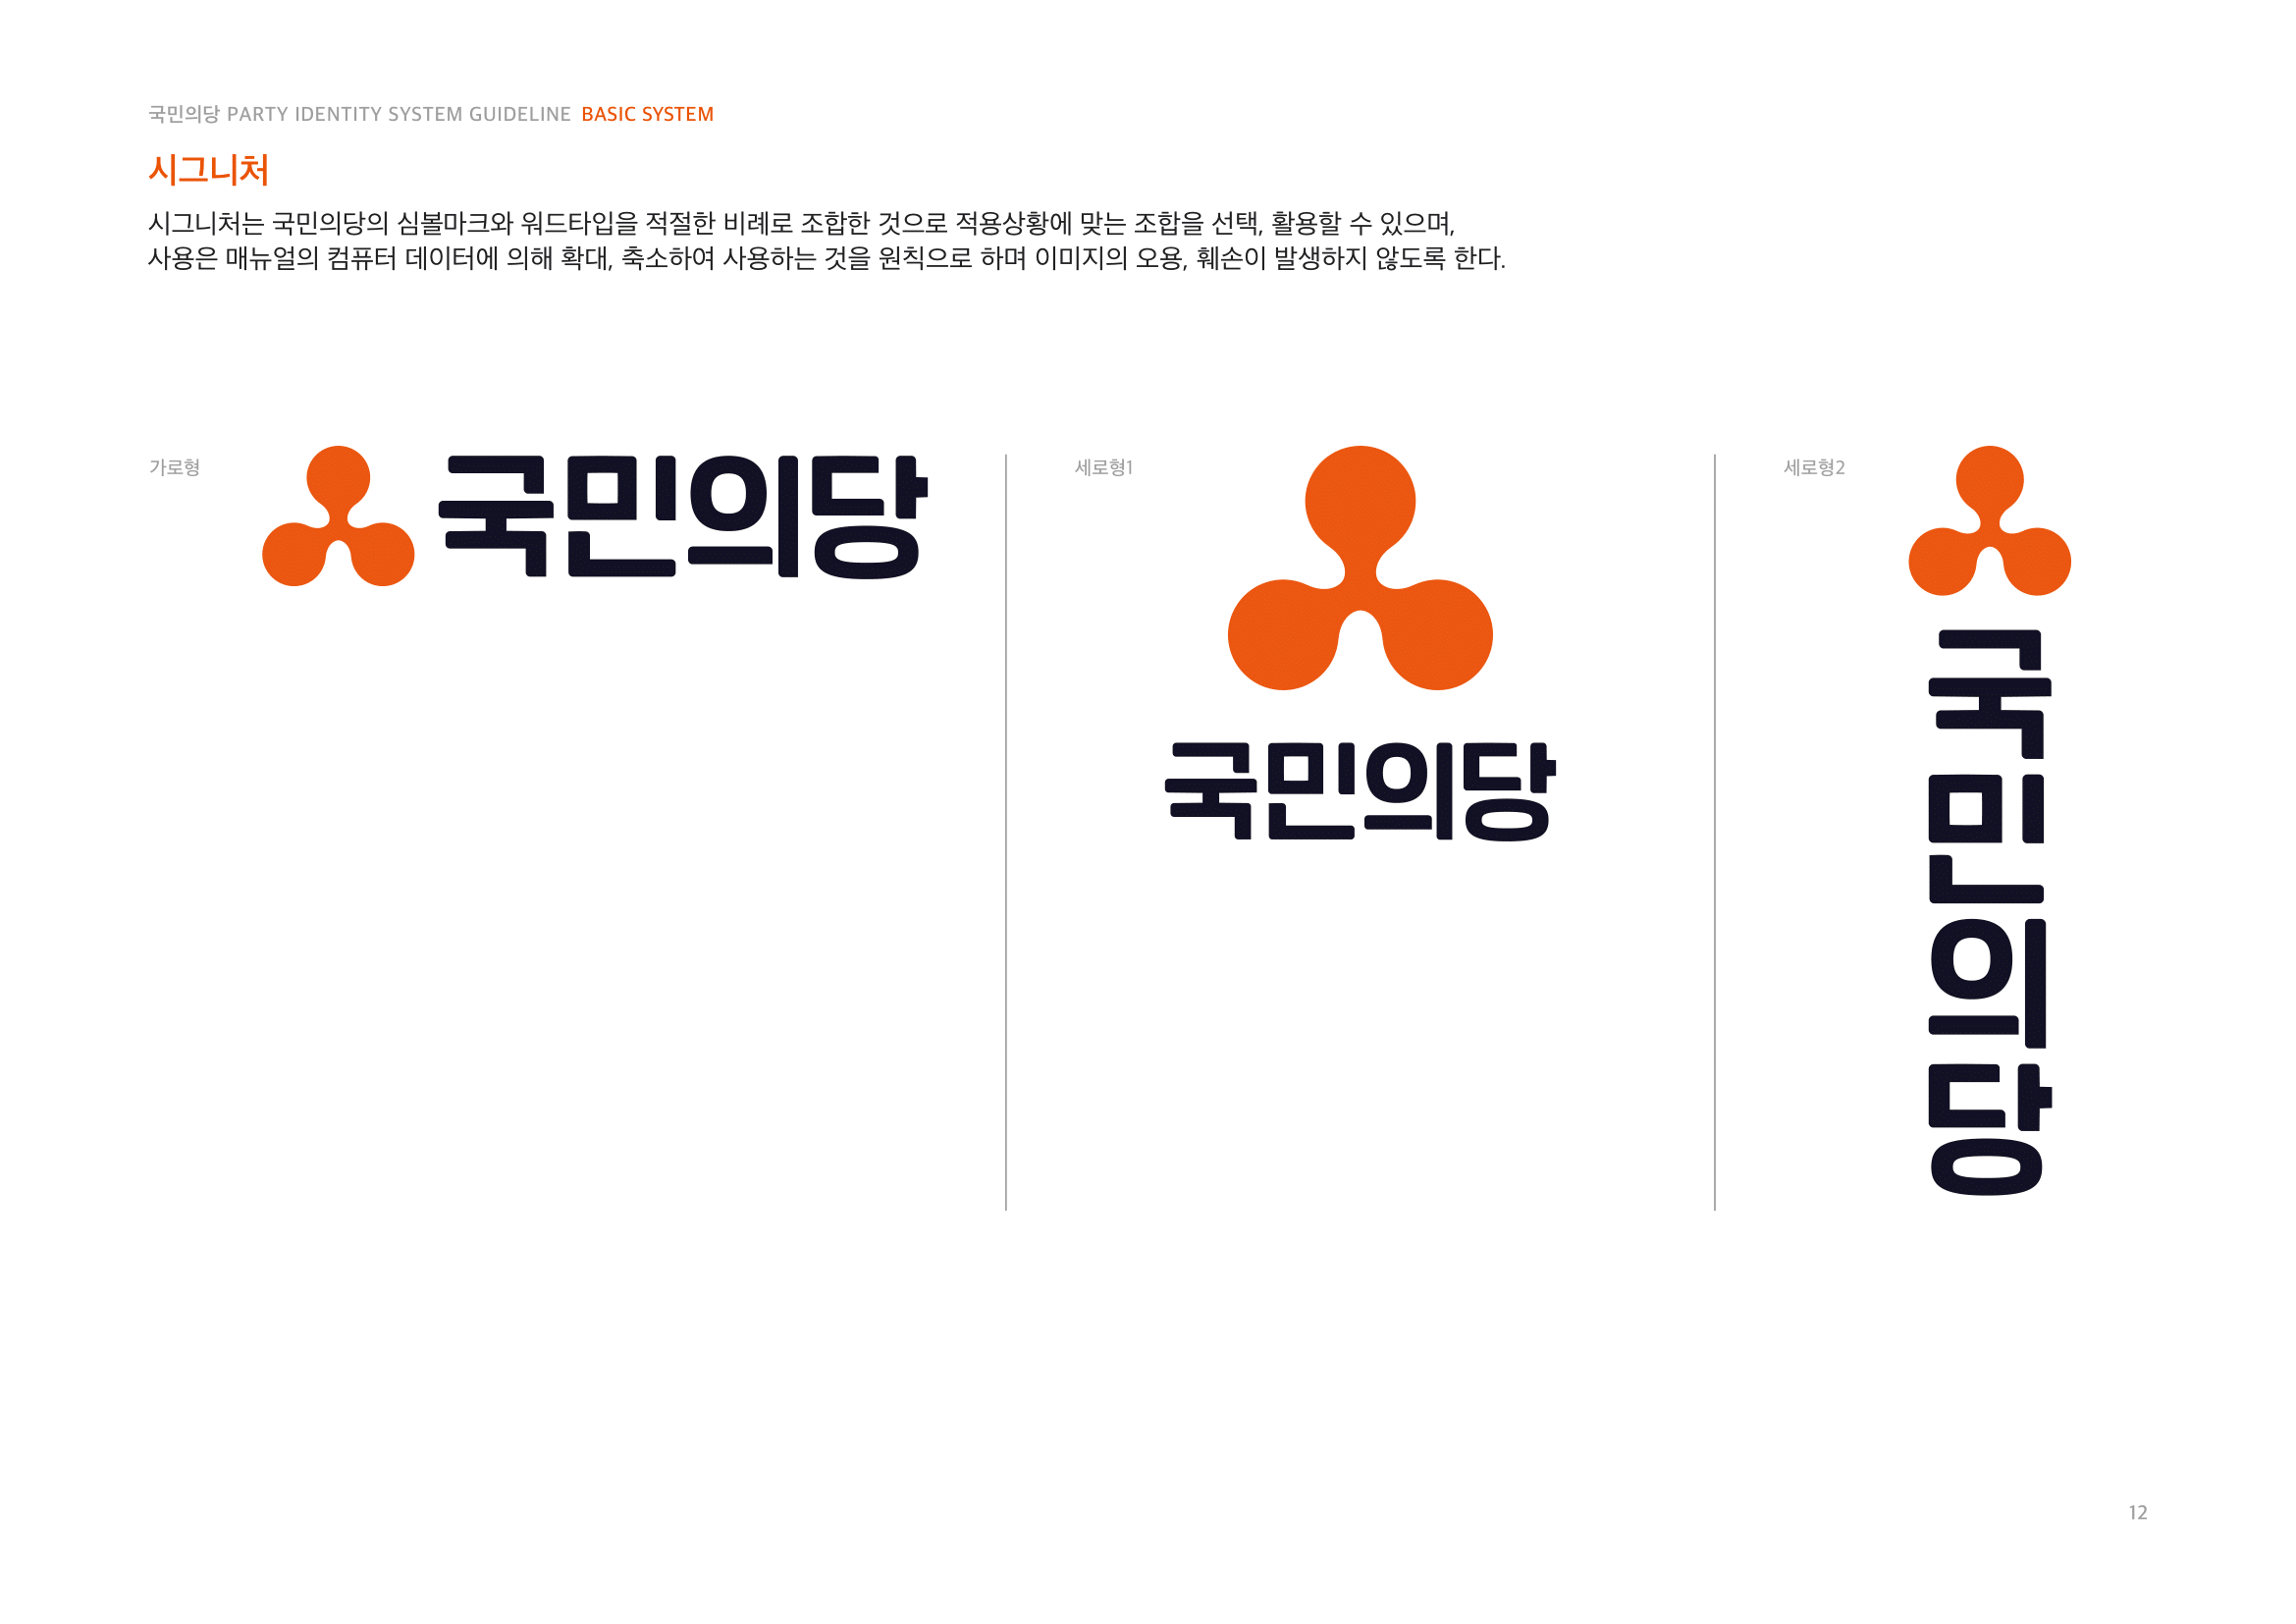 국민의당 PARTY IDENTITY SYSTEM GUIDELINE BASIC SYSTEM
시그니처
시그니처는 국민의당의 심볼마크와 워드타입을 적절한 비례로 조합한 것으로 적용상황에 맞는 조합을 선택, 활용할 수 있으며,
사용은 매뉴얼의 컴퓨터 데이터에 의해 확대, 축소하여 사용하는 것을 원칙으로 하며 이미지의 오용, 훼손이 발생하지 않도록 한다.
가로형
국민의당
세로형1
국민의당
세로형2
국
민
의
당
12